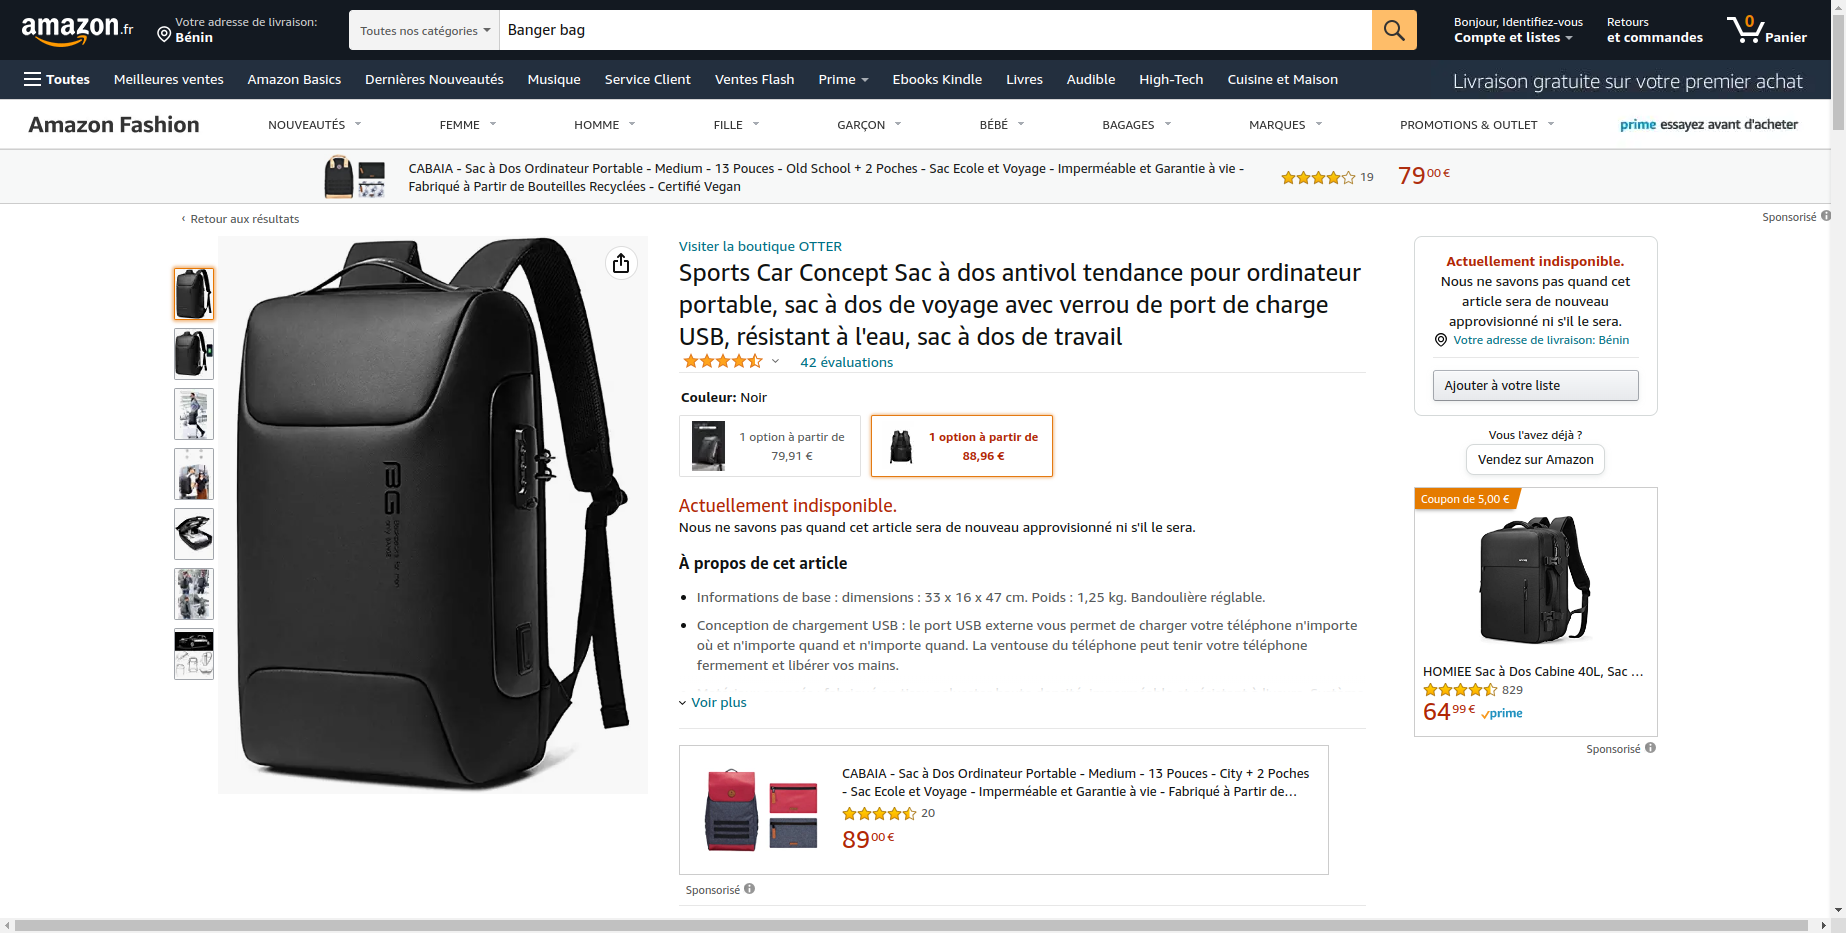 amazon.fr
Votre adresse de livraison:
Bénin
Toutes nos catégories
Banger bag
Bonjour, Identifiez-vous
Compte et listes
Retours
et commandes
0
Panier
Toutes
Meilleures ventes
Amazon Basics
Dernières Nouveautés
Musique
Service Client
Ventes Flash
Prime
Ebooks Kindle
Livres
Audible
High-Tech
Cuisine et Maison
Livraison gratuite sur votre premier achat
Amazon Fashion
NOUVEAUTÉS
FEMME
HOMME
FILLE
GARÇON
BÉBÉ
BAGAGES
MARQUES
PROMOTIONS & OUTLET
prime essayez avant d'acheter
CABAIA - Sac à Dos Ordinateur Portable - Medium - 13 Pouces - Old School + 2 Poches - Sac Ecole et Voyage - Imperméable et Garantie à vie -
Fabriqué à Partir de Bouteilles Recyclées - Certifié Vegan
19
79,00 €
‹ Retour aux résultats
Sponsorisé
BG
Visiter la boutique OTTER
Sports Car Concept Sac à dos antivol tendance pour ordinateur
portable, sac à dos de voyage avec verrou de port de charge
USB, résistant à l'eau, sac à dos de travail
42 évaluations
Couleur: Noir
1 option à partir de
79,91 €
1 option à partir de
88,96 €
Actuellement indisponible.
Nous ne savons pas quand cet article sera de nouveau approvisionné ni s'il le sera.
À propos de cet article
Informations de base : dimensions : 33 x 16 x 47 cm. Poids : 1,25 kg. Bandoulière réglable.
Conception de chargement USB : le port USB externe vous permet de charger votre téléphone n'importe
où et n'importe quand et n'importe quand. La ventouse du téléphone peut tenir votre téléphone
fermement et libérer vos mains.
Voir plus
CABAIA - Sac à Dos Ordinateur Portable - Medium - 13 Pouces - City + 2 Poches
- Sac Ecole et Voyage - Imperméable et Garantie à vie - Fabriqué à Partir de...
20
89,00 €
Sponsorisé
Actuellement indisponible.
Nous ne savons pas quand cet
article sera de nouveau
approvisionné ni s'il le sera.
Votre adresse de livraison: Bénin
Ajouter à votre liste
Vous l'avez déjà ?
Vendez sur Amazon
Coupon de 5,00 €
HOMIEE Sac à Dos Cabine 40L, Sac ...
829
64,99 € prime
Sponsorisé